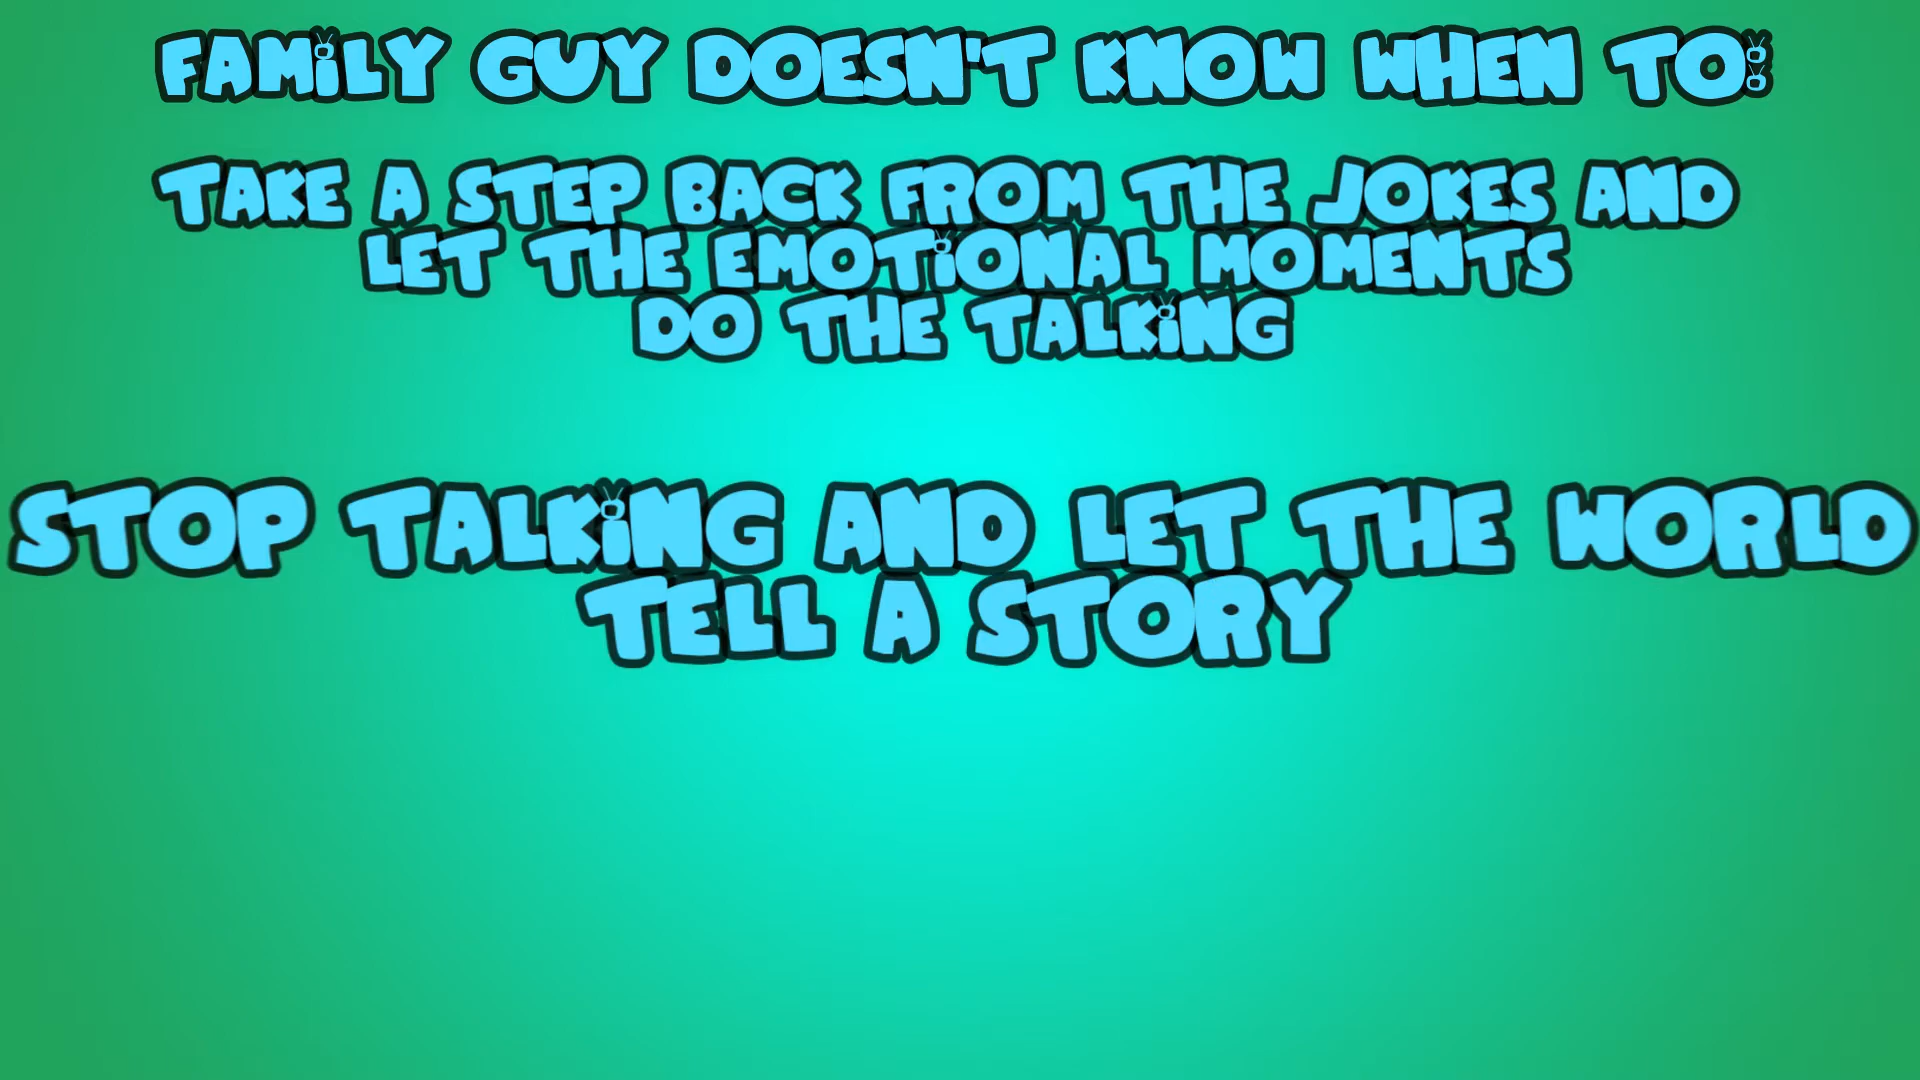 FAMiLY GUY DOESN'T KNOW WHEN TO:
TAKE A STEP BACK FROM THE JOKES AND
LET THE EMOTiONAL MOMENTS
DO THE TALKiNG
STOP TALKiNG AND LET THE WORLD
TELL A STORY